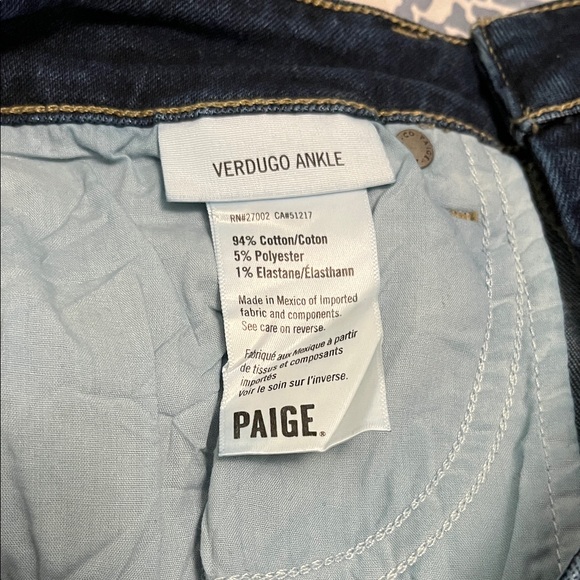 VERDUGO ANKLE
RN#27002 CA#51217
94% Cotton/Coton
5% Polyester
1% Elastane/Élasthann
Made in Mexico of Imported
fabric and components.
See care on reverse.
Fabriqué aux Mexique à partir
de tissus et composants
importés
Voir le soin sur l'inverse.
PAIGE®